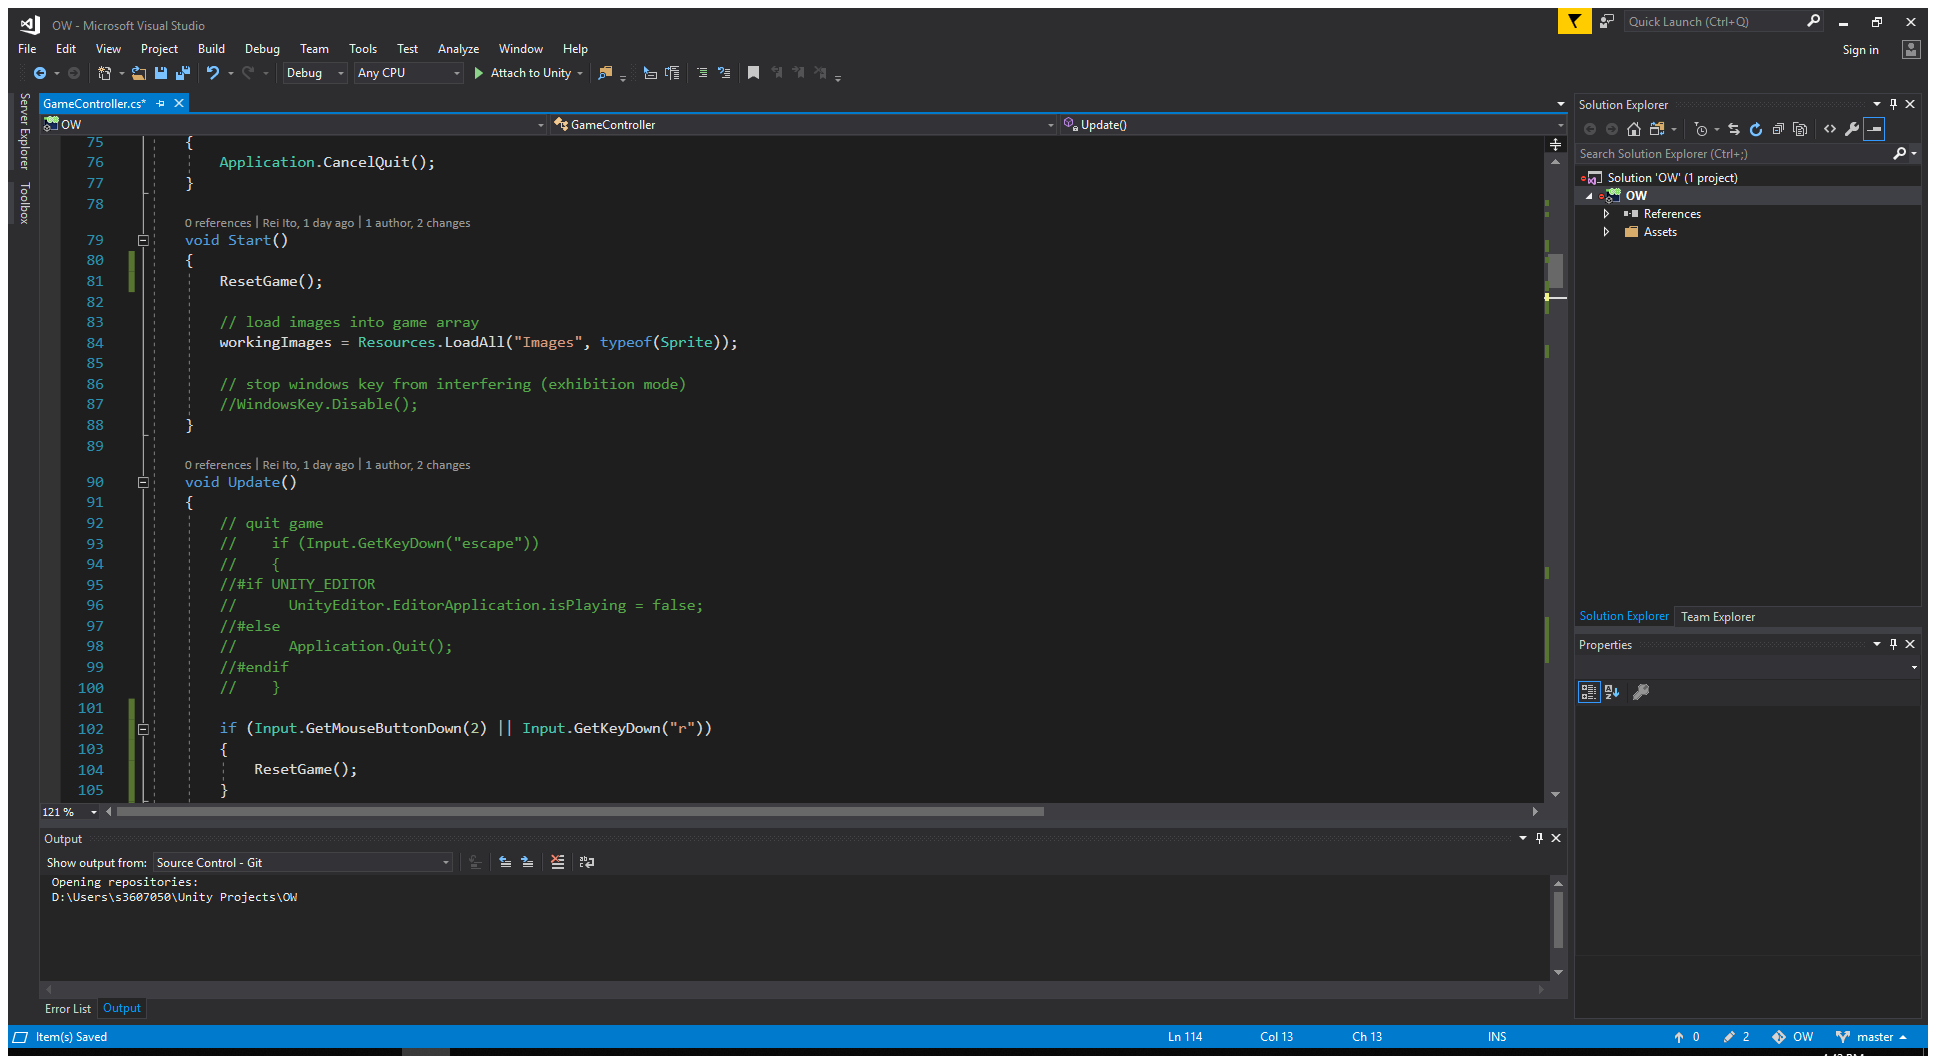 OW - Microsoft Visual Studio
Quick Launch (Ctrl+Q)
File Edit View Project Build Debug Team Tools Test Analyze Window Help
Sign in
Debug Any CPU Attach to Unity
Server Explorer
Toolbox
GameController.cs*
OW GameController Update()
75 {
76 Application.CancelQuit();
77 }
78
0 references | Rei Ito, 1 day ago | 1 author, 2 changes
79 void Start()
80 {
81 ResetGame();
82
83 // load images into game array
84 workingImages = Resources.LoadAll("Images", typeof(Sprite));
85
86 // stop windows key from interfering (exhibition mode)
87 //WindowsKey.Disable();
88 }
89
0 references | Rei Ito, 1 day ago | 1 author, 2 changes
90 void Update()
91 {
92 // quit game
93 // if (Input.GetKeyDown("escape"))
94 // {
95 //#if UNITY_EDITOR
96 // UnityEditor.EditorApplication.isPlaying = false;
97 //#else
98 // Application.Quit();
99 //#endif
100 // }
101
102 if (Input.GetMouseButtonDown(2) || Input.GetKeyDown("r"))
103 {
104 ResetGame();
105 }
121 %
Output
Show output from: Source Control - Git
Opening repositories:
D:\Users\s3607050\Unity Projects\OW
Error List Output
Solution Explorer
Search Solution Explorer (Ctrl+;)
Solution 'OW' (1 project)
OW
References
Assets
Solution Explorer Team Explorer
Properties
Item(s) Saved Ln 114 Col 13 Ch 13 INS 0 2 OW master